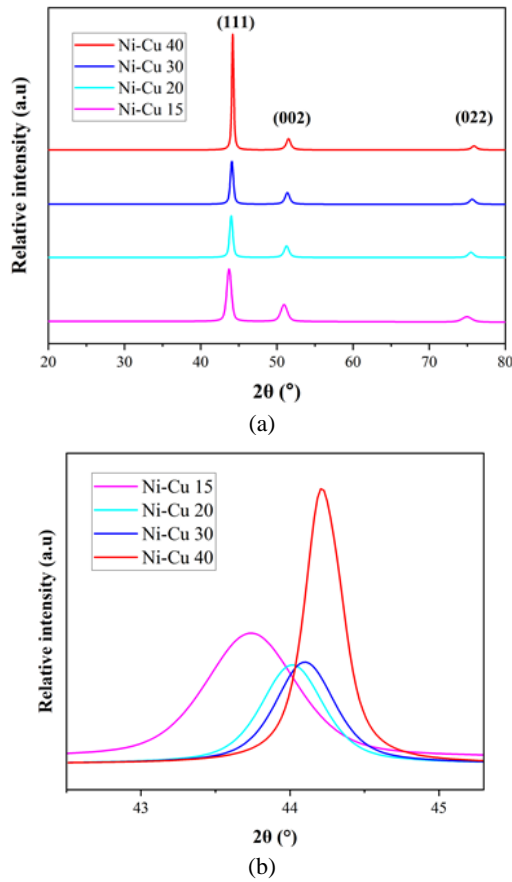 (111)
Ni-Cu 40
Ni-Cu 30
Ni-Cu 20
Ni-Cu 15
(002)
(022)
Relative intensity (a.u)
20 30 40 50 60 70 80
2θ (°)
(a)
Ni-Cu 15
Ni-Cu 20
Ni-Cu 30
Ni-Cu 40
Relative intensity (a.u)
43 44 45
2θ (°)
(b)